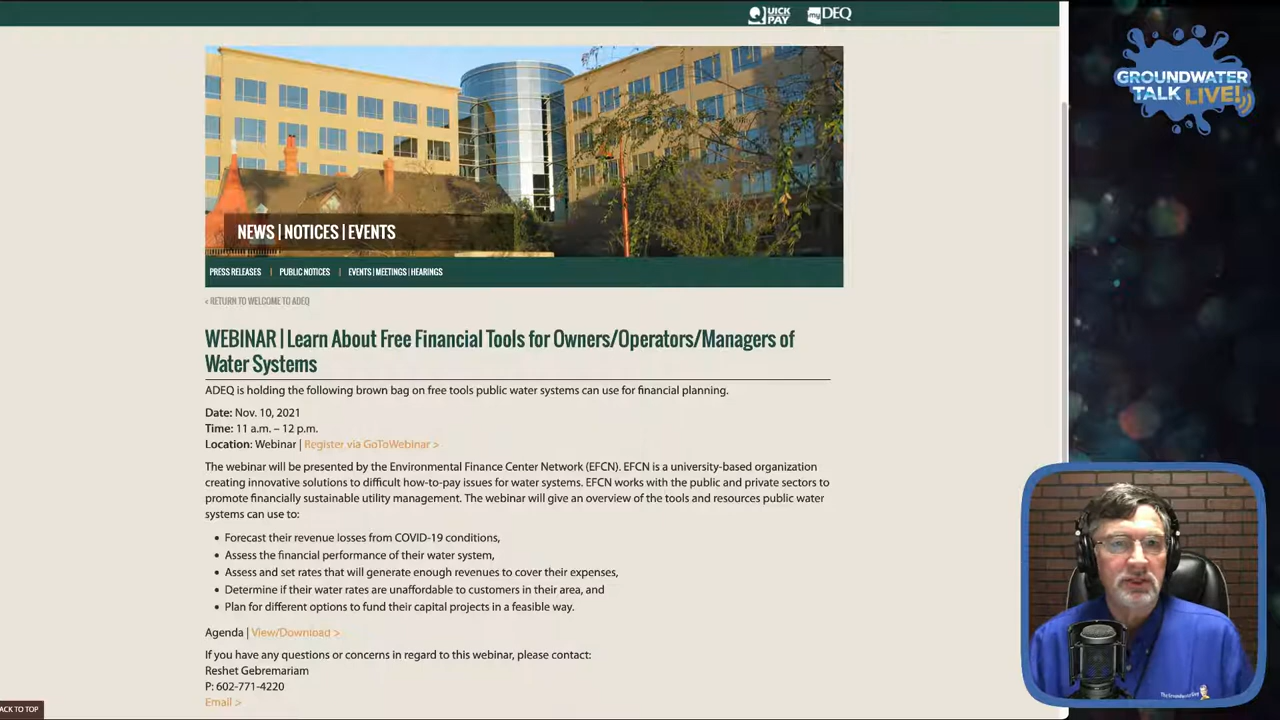 QUICK PAY
myDEQ
GROUNDWATER
TALK LIVE!
NEWS | NOTICES | EVENTS
PRESS RELEASES | PUBLIC NOTICES | EVENTS | MEETINGS | HEARINGS
< RETURN TO WELCOME TO ADEQ
WEBINAR | Learn About Free Financial Tools for Owners/Operators/Managers of
Water Systems
ADEQ is holding the following brown bag on free tools public water systems can use for financial planning.
Date: Nov. 10, 2021
Time: 11 a.m. – 12 p.m.
Location: Webinar | Register via GoToWebinar >
The webinar will be presented by the Environmental Finance Center Network (EFCN). EFCN is a university-based organization
creating innovative solutions to difficult how-to-pay issues for water systems. EFCN works with the public and private sectors to
promote financially sustainable utility management. The webinar will give an overview of the tools and resources public water
systems can use to:
• Forecast their revenue losses from COVID-19 conditions,
• Assess the financial performance of their water system,
• Assess and set rates that will generate enough revenues to cover their expenses,
• Determine if their water rates are unaffordable to customers in their area, and
• Plan for different options to fund their capital projects in a feasible way.
Agenda | View/Download >
If you have any questions or concerns in regard to this webinar, please contact:
Reshet Gebremariam
P: 602-771-4220
Email >
ACK TO TOP